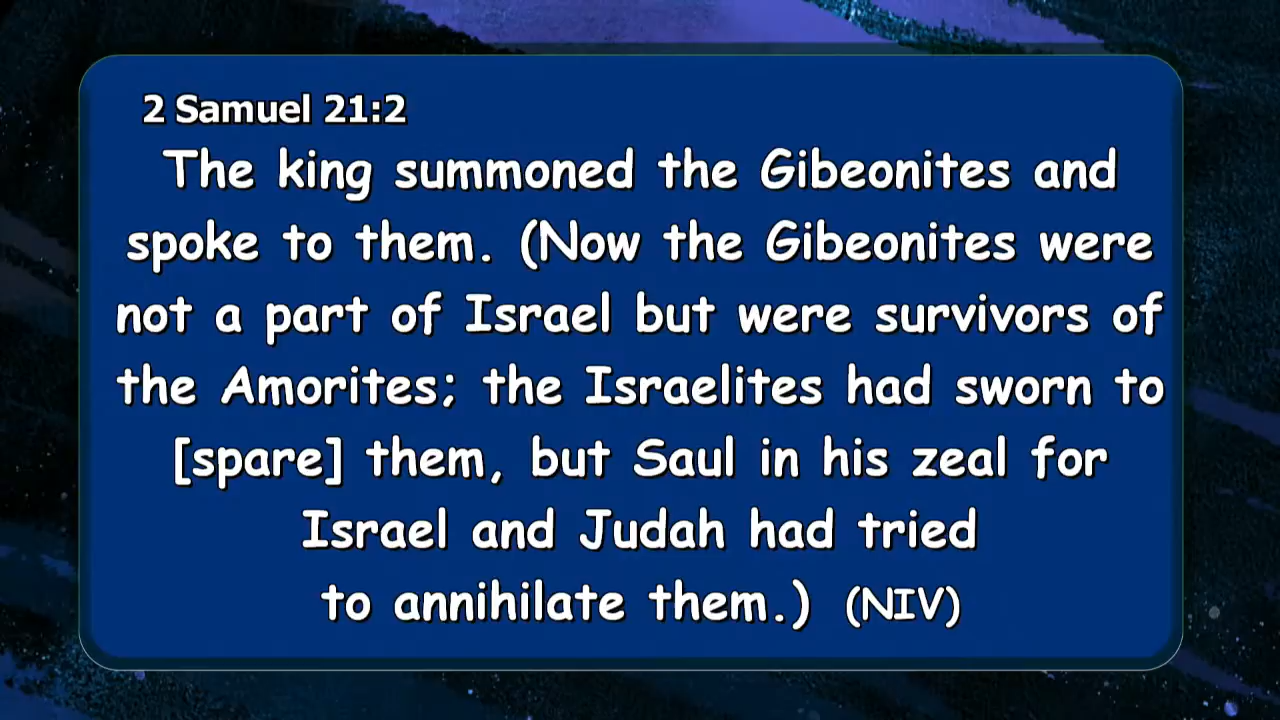 2 Samuel 21:2
The king summoned the Gibeonites and
spoke to them. (Now the Gibeonites were
not a part of Israel but were survivors of
the Amorites; the Israelites had sworn to
[spare] them, but Saul in his zeal for
Israel and Judah had tried
to annihilate them.) (NIV)